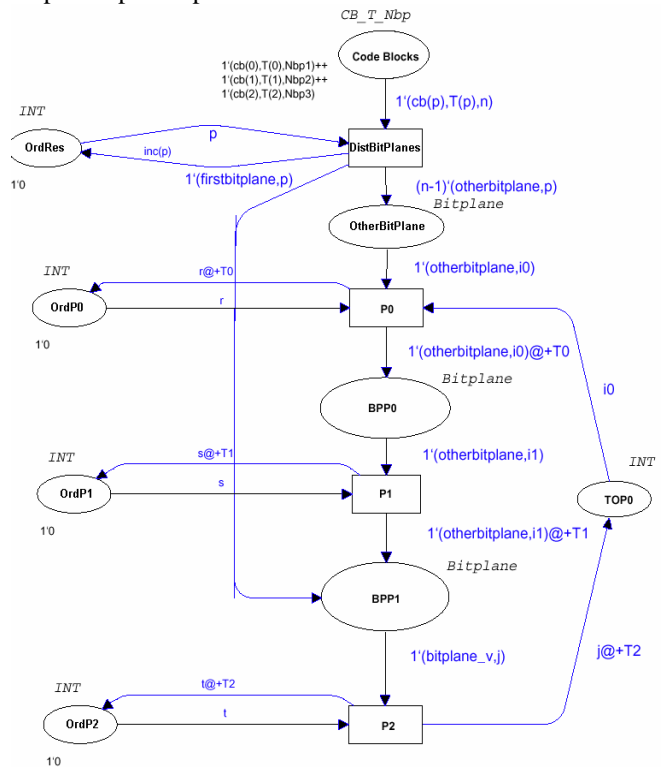 CB_T_Nbp
Code Blocks
1'(cb(0),T(0),Nbp1)++
1'(cb(1),T(1),Nbp2)++
1'(cb(2),T(2),Nbp3)
1'(cb(p),T(p),n)
INT
OrdRes
1'0
p
inc(p)
DistBitPlanes
1'(firstbitplane,p)
(n-1)'(otherbitplane,p)
Bitplane
OtherBitPlane
1'(otherbitplane,i0)
INT
OrdP0
1'0
r@+T0
r
P0
1'(otherbitplane,i0)@+T0
Bitplane
BPP0
i0
1'(otherbitplane,i1)
INT
OrdP1
1'0
s@+T1
s
P1
INT
TOP0
1'(otherbitplane,i1)@+T1
Bitplane
BPP1
1'(bitplane_v,j)
j@+T2
INT
OrdP2
1'0
t@+T2
t
P2